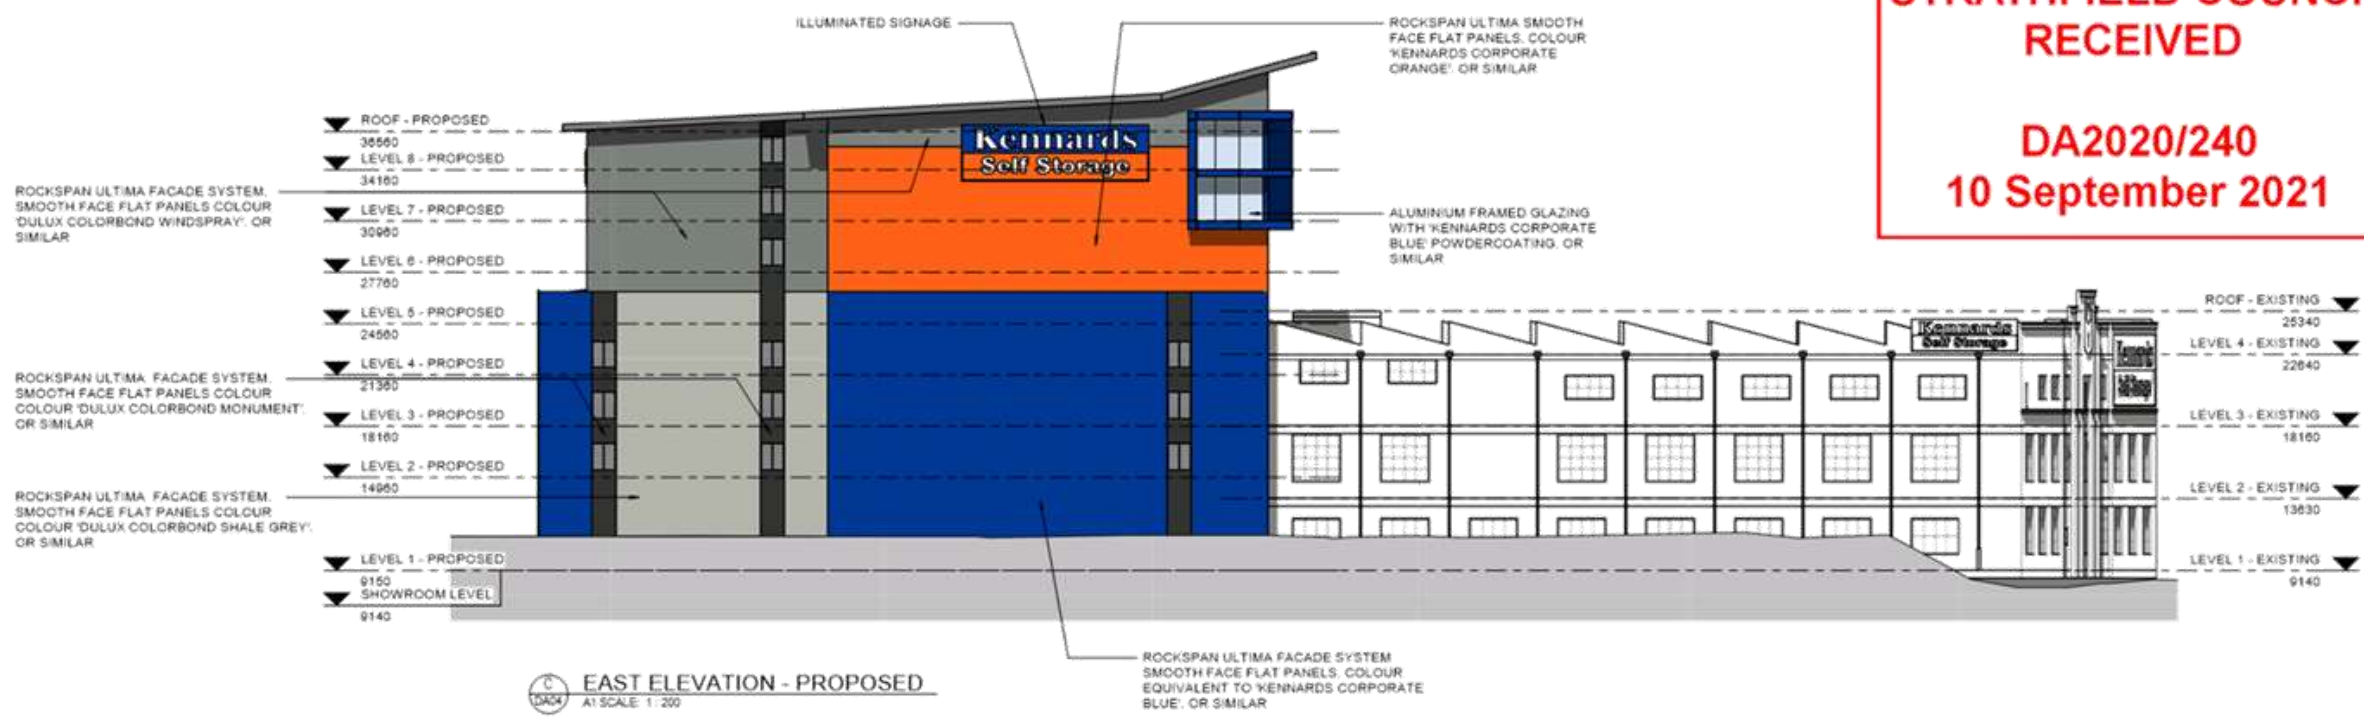 ILLUMINATED SIGNAGE
ROCKSPAN ULTIMA SMOOTH
FACE FLAT PANELS. COLOUR
'KENNARDS CORPORATE
ORANGE'. OR SIMILAR
RECEIVED
DA2020/240
10 September 2021
ROOF - PROPOSED
36560
LEVEL 8 - PROPOSED
34160
LEVEL 7 - PROPOSED
30960
LEVEL 6 - PROPOSED
27760
LEVEL 5 - PROPOSED
24560
LEVEL 4 - PROPOSED
21360
LEVEL 3 - PROPOSED
18160
LEVEL 2 - PROPOSED
14960
LEVEL 1 - PROPOSED
9150
SHOWROOM LEVEL
9140
ROCKSPAN ULTIMA FACADE SYSTEM.
SMOOTH FACE FLAT PANELS COLOUR
'DULUX COLORBOND WINDSPRAY'. OR
SIMILAR
ROCKSPAN ULTIMA FACADE SYSTEM.
SMOOTH FACE FLAT PANELS COLOUR
COLOUR 'DULUX COLORBOND MONUMENT'.
OR SIMILAR
ROCKSPAN ULTIMA FACADE SYSTEM.
SMOOTH FACE FLAT PANELS COLOUR
COLOUR 'DULUX COLORBOND SHALE GREY'.
OR SIMILAR
Kennards
Self Storage
ALUMINIUM FRAMED GLAZING
WITH 'KENNARDS CORPORATE
BLUE' POWDERCOATING. OR
SIMILAR
Kennards
Self Storage
ROOF - EXISTING
25340
LEVEL 4 - EXISTING
22640
LEVEL 3 - EXISTING
18160
LEVEL 2 - EXISTING
13630
LEVEL 1 - EXISTING
9140
C
DA04
EAST ELEVATION - PROPOSED
A1 SCALE: 1 : 200
ROCKSPAN ULTIMA FACADE SYSTEM
SMOOTH FACE FLAT PANELS. COLOUR
EQUIVALENT TO 'KENNARDS CORPORATE
BLUE'. OR SIMILAR